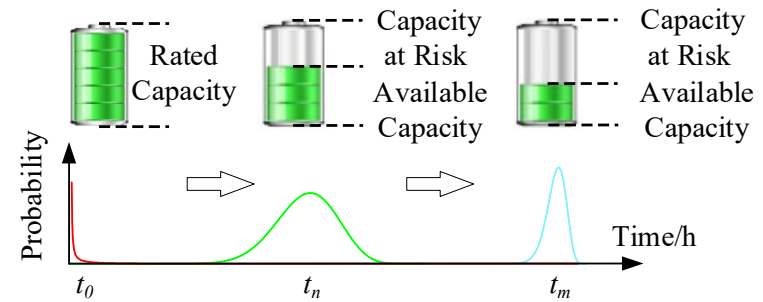 Rated
Capacity
Capacity
at Risk
Available
Capacity
Capacity
at Risk
Available
Capacity
Probability
Time/h
t0
tn
tm